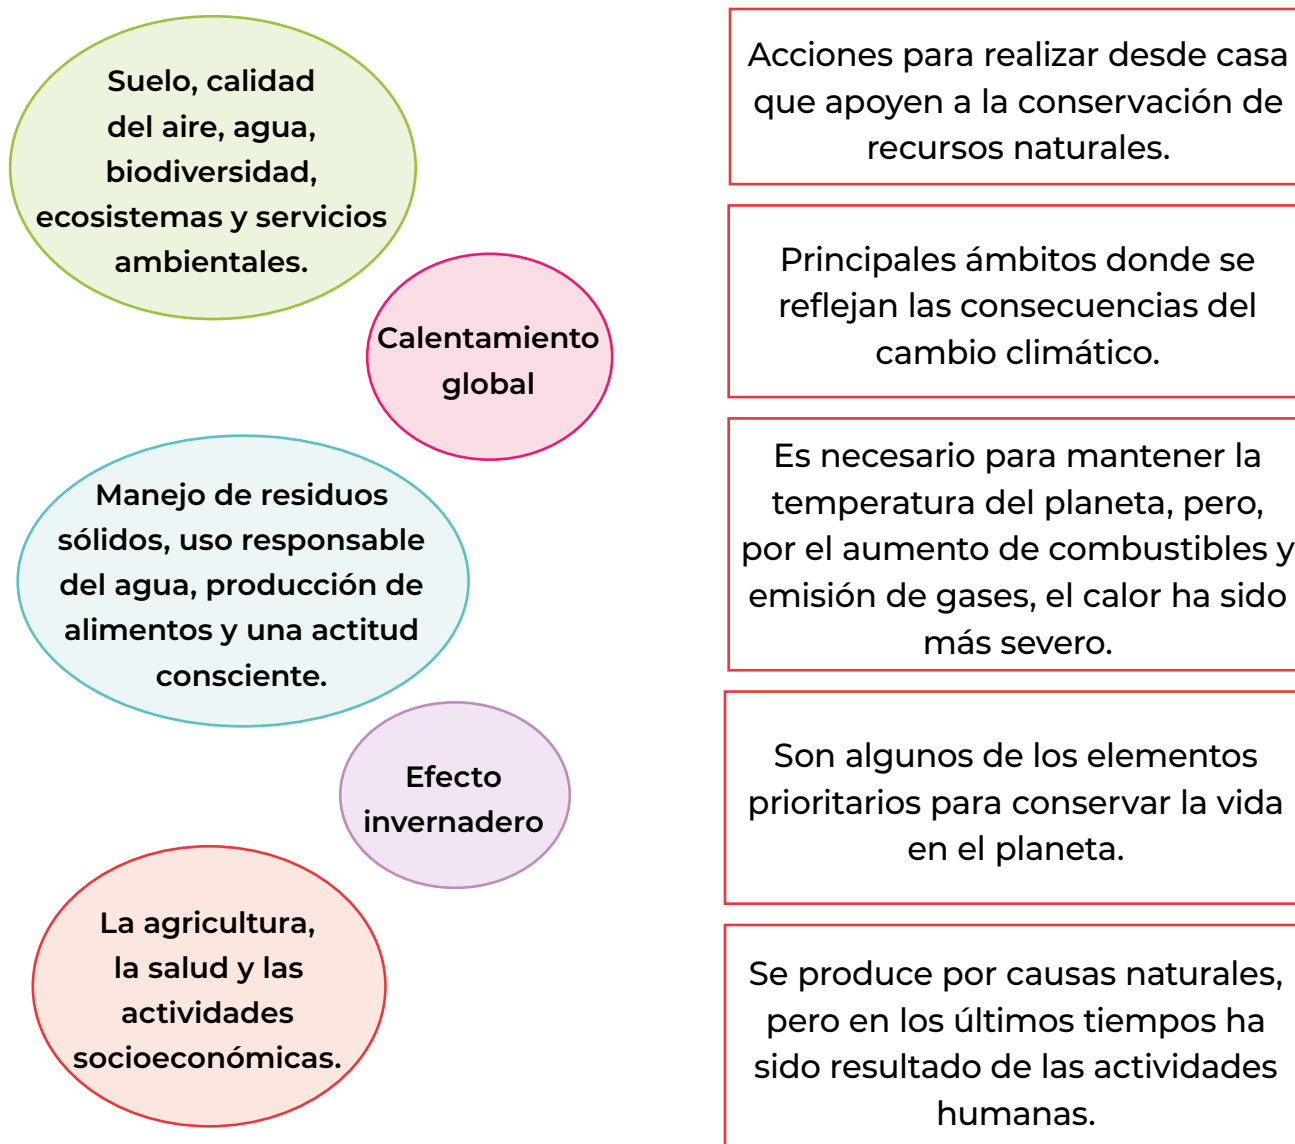 Suelo, calidad
del aire, agua,
biodiversidad,
ecosistemas y servicios
ambientales.
Calentamiento
global
Manejo de residuos
sólidos, uso responsable
del agua, producción de
alimentos y una actitud
consciente.
Efecto
invernadero
La agricultura,
la salud y las
actividades
socioeconómicas.
Acciones para realizar desde casa
que apoyen a la conservación de
recursos naturales.
Principales ámbitos donde se
reflejan las consecuencias del
cambio climático.
Es necesario para mantener la
temperatura del planeta, pero,
por el aumento de combustibles y
emisión de gases, el calor ha sido
más severo.
Son algunos de los elementos
prioritarios para conservar la vida
en el planeta.
Se produce por causas naturales,
pero en los últimos tiempos ha
sido resultado de las actividades
humanas.